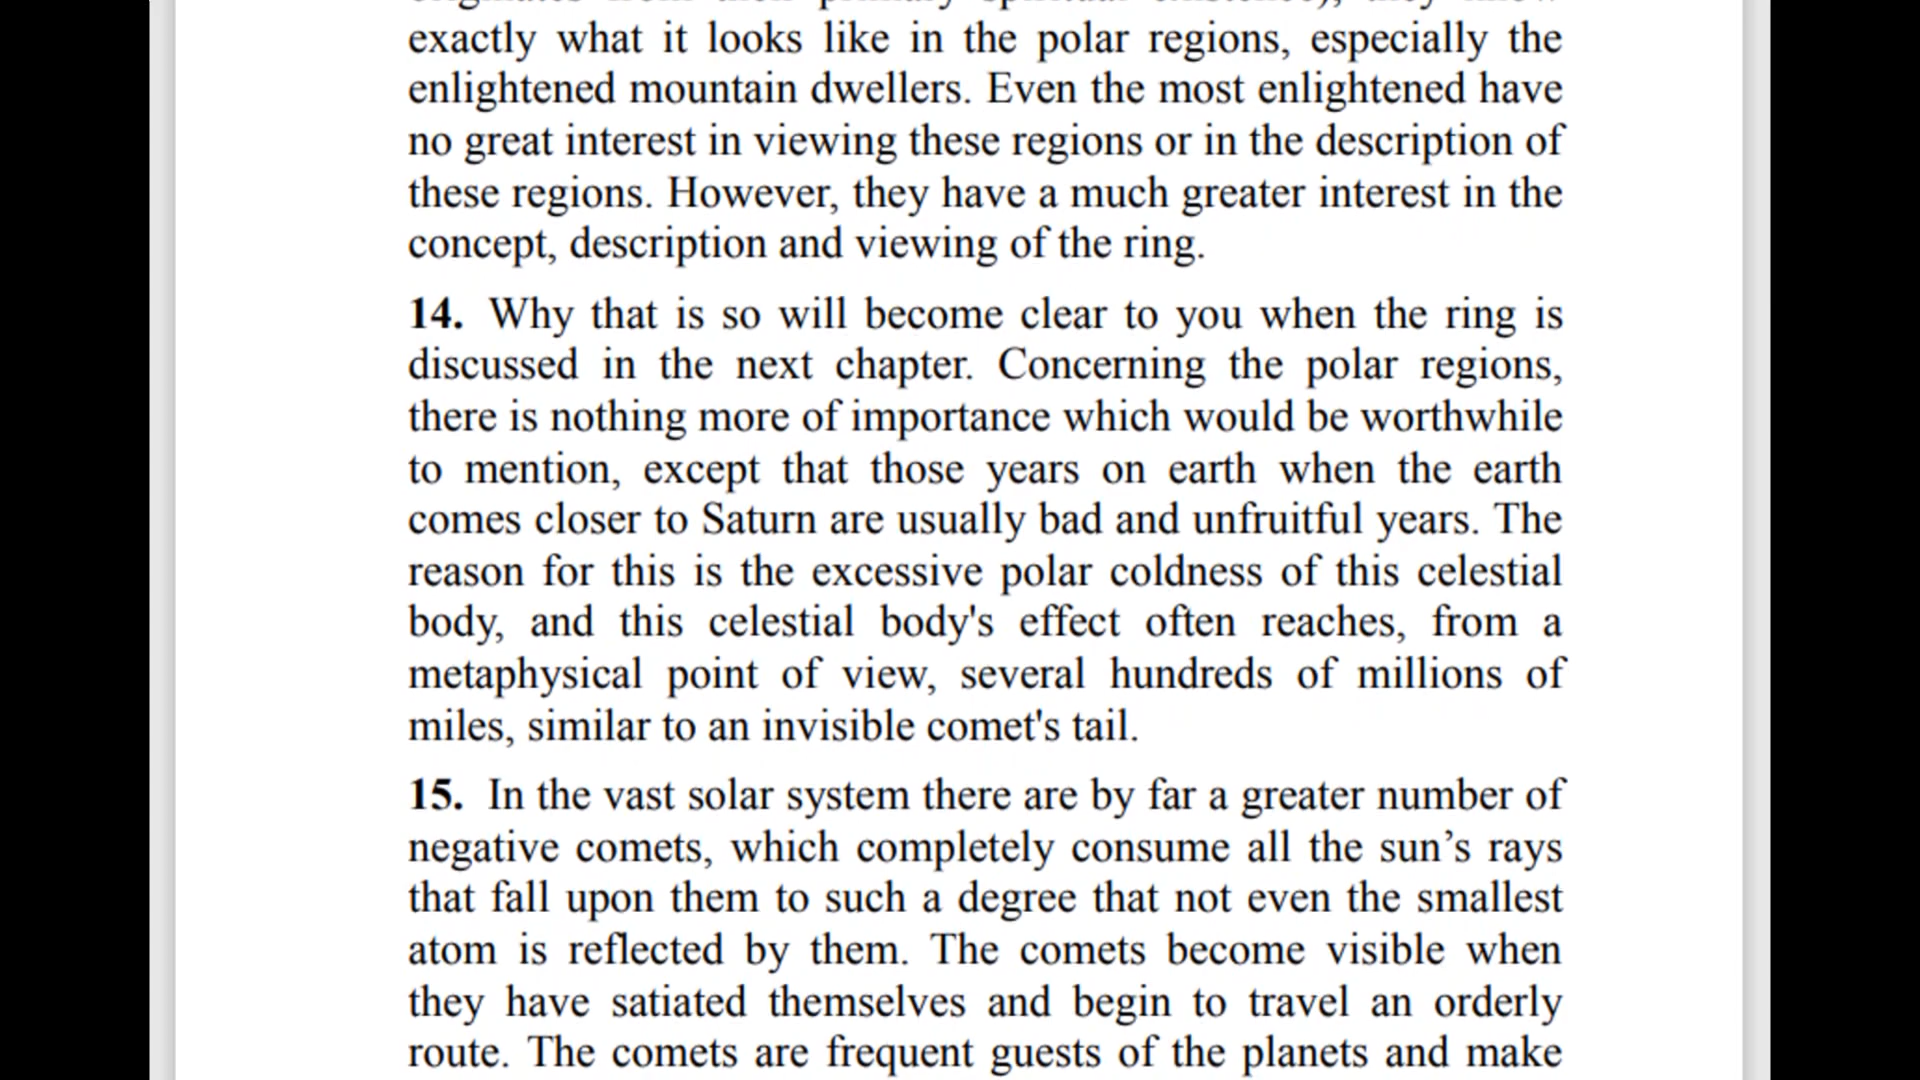 exactly what it looks like in the polar regions, especially the
enlightened mountain dwellers. Even the most enlightened have
no great interest in viewing these regions or in the description of
these regions. However, they have a much greater interest in the
concept, description and viewing of the ring.
14. Why that is so will become clear to you when the ring is
discussed in the next chapter. Concerning the polar regions,
there is nothing more of importance which would be worthwhile
to mention, except that those years on earth when the earth
comes closer to Saturn are usually bad and unfruitful years. The
reason for this is the excessive polar coldness of this celestial
body, and this celestial body's effect often reaches, from a
metaphysical point of view, several hundreds of millions of
miles, similar to an invisible comet's tail.
15. In the vast solar system there are by far a greater number of
negative comets, which completely consume all the sun’s rays
that fall upon them to such a degree that not even the smallest
atom is reflected by them. The comets become visible when
they have satiated themselves and begin to travel an orderly
route. The comets are frequent guests of the planets and make